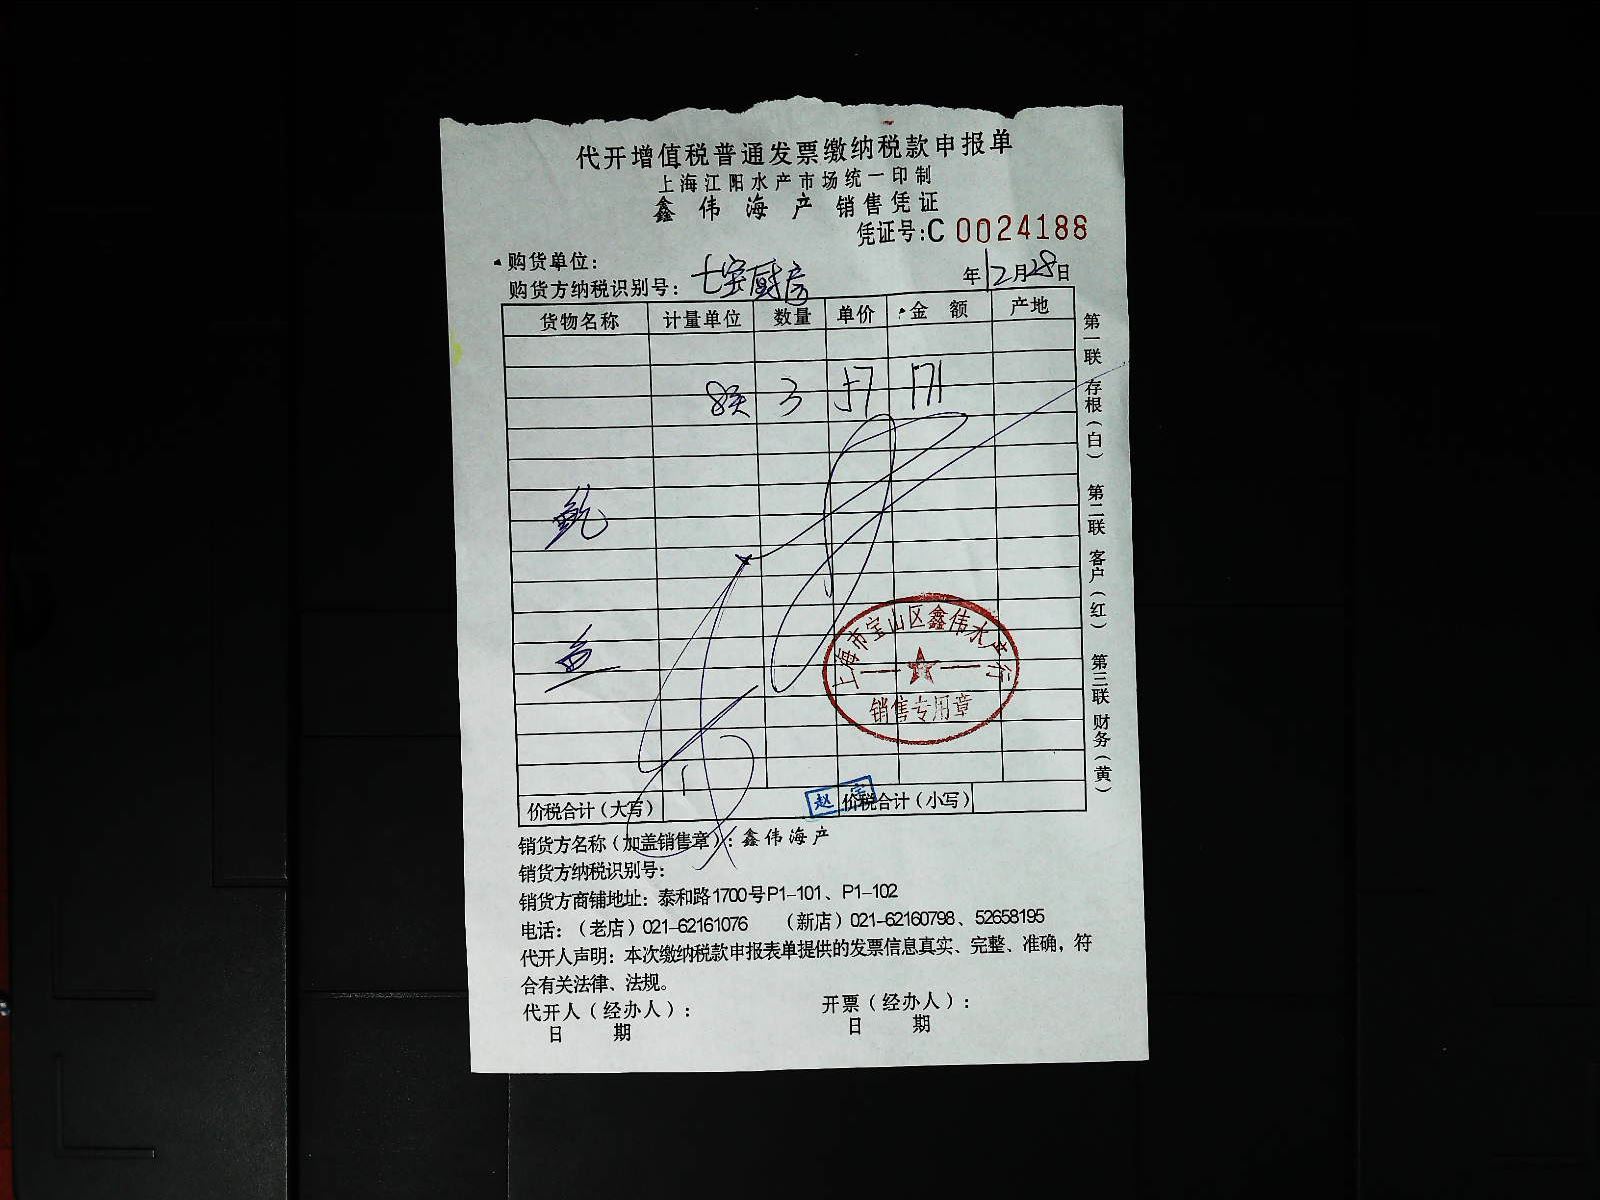 代开增值税普通发票缴纳税款申报单
上海江阳水产市场统一印制
鑫伟海产 销售凭证
凭证号:C 0024188
购货单位:
购货方纳税识别号: 七宝厨房 年12月28日
货物名称 计量单位 数量 单价 金额 产地
8头 3 57 171
鲍
鱼
上海市宝山区鑫伟水产行
销售专用章
价税合计(大写) 价税合计(小写)
销货方名称(加盖销售章): 鑫伟海产
销货方纳税识别号:
销货方商铺地址: 泰和路1700号P1-101、P1-102
电话:(老店)021-62161076 (新店)021-62160798、52658195
代开人声明: 本次缴纳税款申报表单提供的发票信息真实、完整、准确, 符
合有关法律、法规。
代开人(经办人): 开票(经办人):
日 期 日 期
第一联 存根(白) 第二联 客户(红) 第三联 财务(黄)